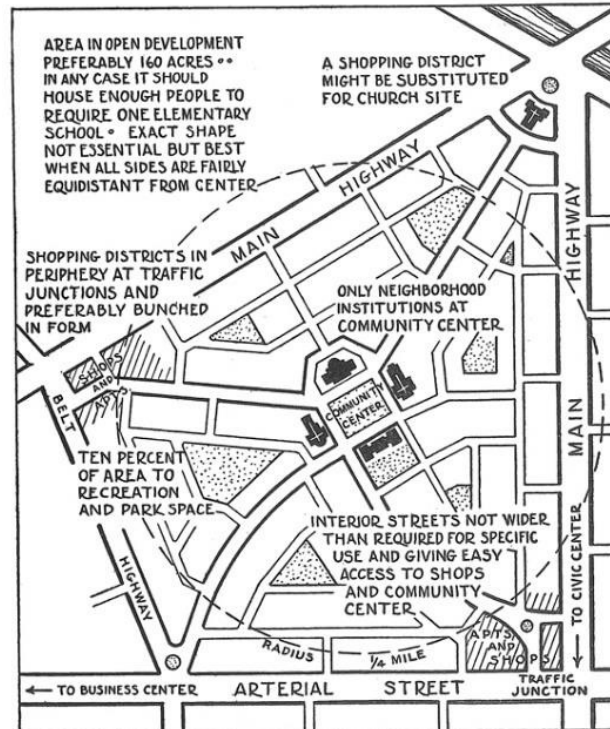 AREA IN OPEN DEVELOPMENT
PREFERABLY 160 ACRES • •
IN ANY CASE IT SHOULD
HOUSE ENOUGH PEOPLE TO
REQUIRE ONE ELEMENTARY
SCHOOL • EXACT SHAPE
NOT ESSENTIAL BUT BEST
WHEN ALL SIDES ARE FAIRLY
EQUIDISTANT FROM CENTER
A SHOPPING DISTRICT
MIGHT BE SUBSTITUTED
FOR CHURCH SITE
MAIN HIGHWAY
HIGHWAY
MAIN
SHOPPING DISTRICTS IN
PERIPHERY AT TRAFFIC
JUNCTIONS AND
PREFERABLY BUNCHED
IN FORM
ONLY NEIGHBORHOOD
INSTITUTIONS AT
COMMUNITY CENTER
SHOPS
AND
APTS.
BELT
HIGHWAY
COMMUNITY
CENTER
TEN PERCENT
OF AREA TO
RECREATION
AND PARK SPACE
INTERIOR STREETS NOT WIDER
THAN REQUIRED FOR SPECIFIC
USE AND GIVING EASY
ACCESS TO SHOPS
AND COMMUNITY
CENTER
TO CIVIC CENTER
RADIUS 1/4 MILE
APTS.
AND
SHOPS
TRAFFIC
JUNCTION
← TO BUSINESS CENTER
ARTERIAL STREET